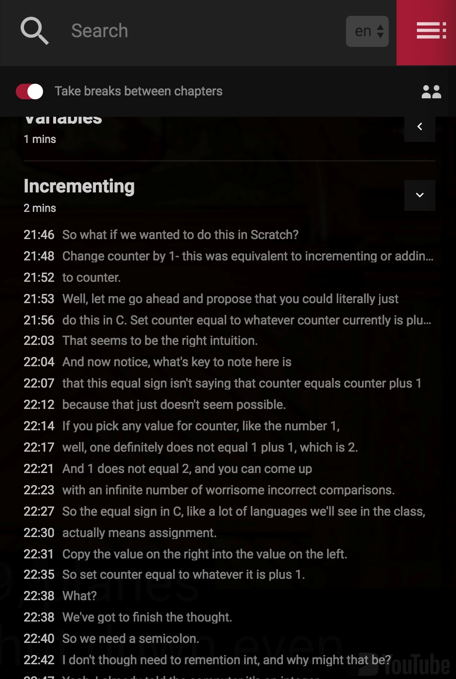 Search
en
Take breaks between chapters
Variables
1 mins
Incrementing
2 mins
21:46 So what if we wanted to do this in Scratch?
21:48 Change counter by 1- this was equivalent to incrementing or addin...
21:52 to counter.
21:53 Well, let me go ahead and propose that you could literally just
21:56 do this in C. Set counter equal to whatever counter currently is plu...
22:03 That seems to be the right intuition.
22:04 And now notice, what's key to note here is
22:07 that this equal sign isn't saying that counter equals counter plus 1
22:12 because that just doesn't seem possible.
22:14 If you pick any value for counter, like the number 1,
22:17 well, one definitely does not equal 1 plus 1, which is 2.
22:21 And 1 does not equal 2, and you can come up
22:23 with an infinite number of worrisome incorrect comparisons.
22:27 So the equal sign in C, like a lot of languages we'll see in the class,
22:30 actually means assignment.
22:31 Copy the value on the right into the value on the left.
22:35 So set counter equal to whatever it is plus 1.
22:38 What?
22:38 We've got to finish the thought.
22:40 So we need a semicolon.
22:42 I don't though need to remention int, and why might that be?
YouTube